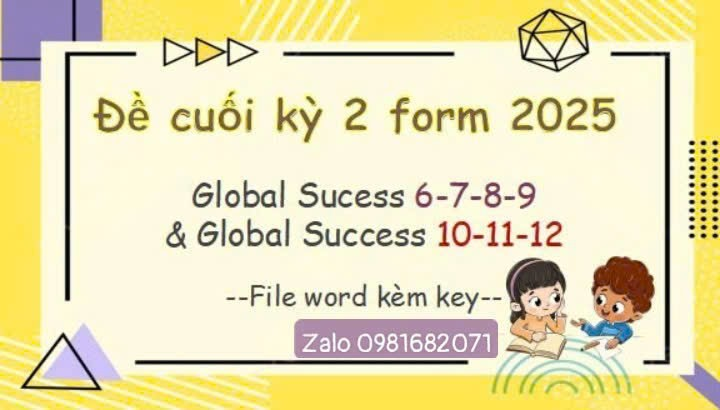 Đề cuối kỳ 2 form 2025
Global Sucess 6-7-8-9
& Global Success 10-11-12
--File word kèm key--
Zalo 0981682071